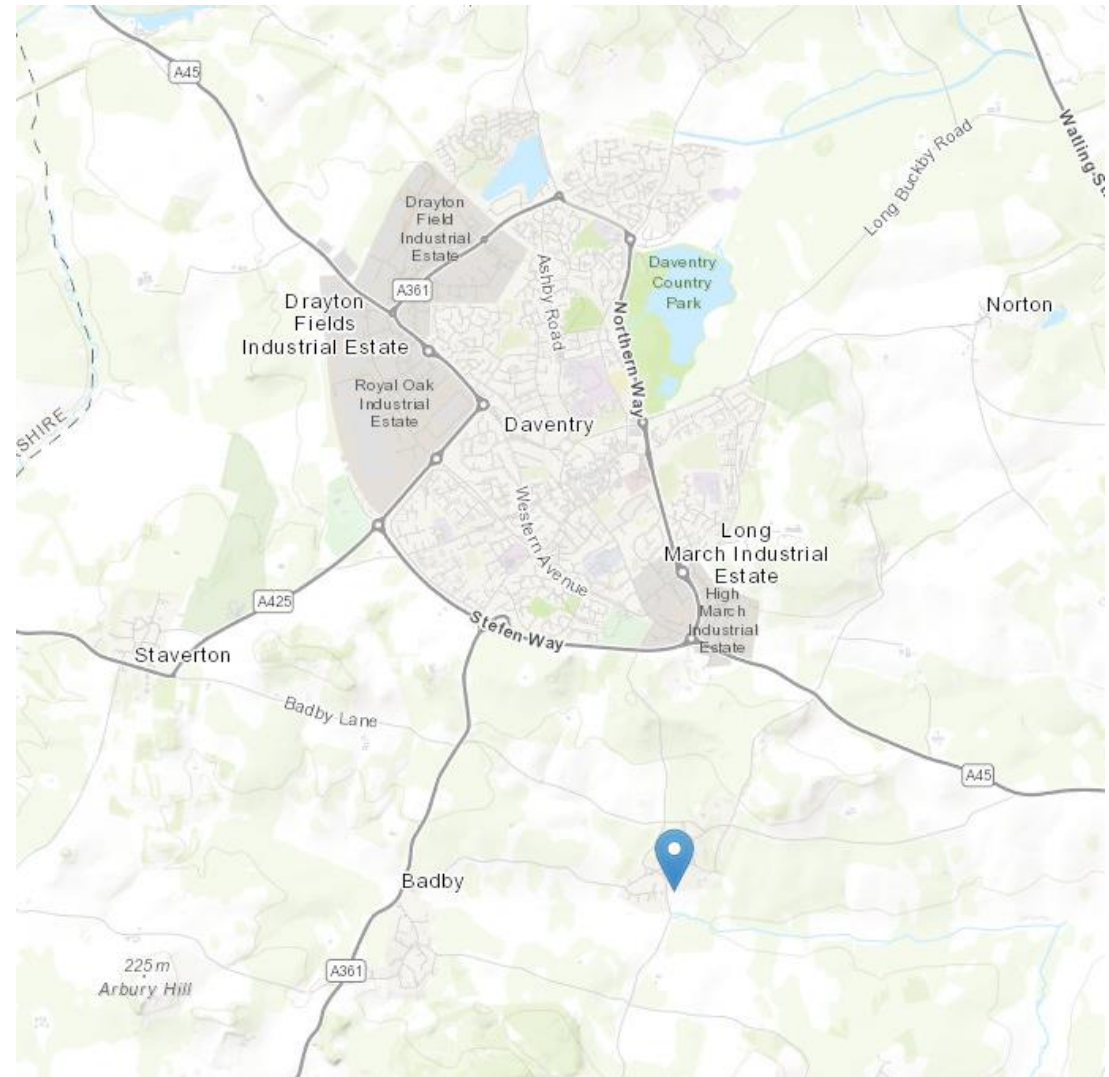 A45
Watling-S
Long Buckby Road
Drayton
Field
Industrial
Estate
Ashby Road
Daventry
Country
Park
A361
Drayton
Fields
Industrial Estate
Northern-Way
Norton
Royal Oak
Industrial
Estate
Daventry
SHIRE
Western Avenue
Long
March Industrial
Estate
High
March
Industrial
Estate
A425
Stefen-Way
Staverton
Badby Lane
A45
Badby
225 m
Arbury Hill
A361